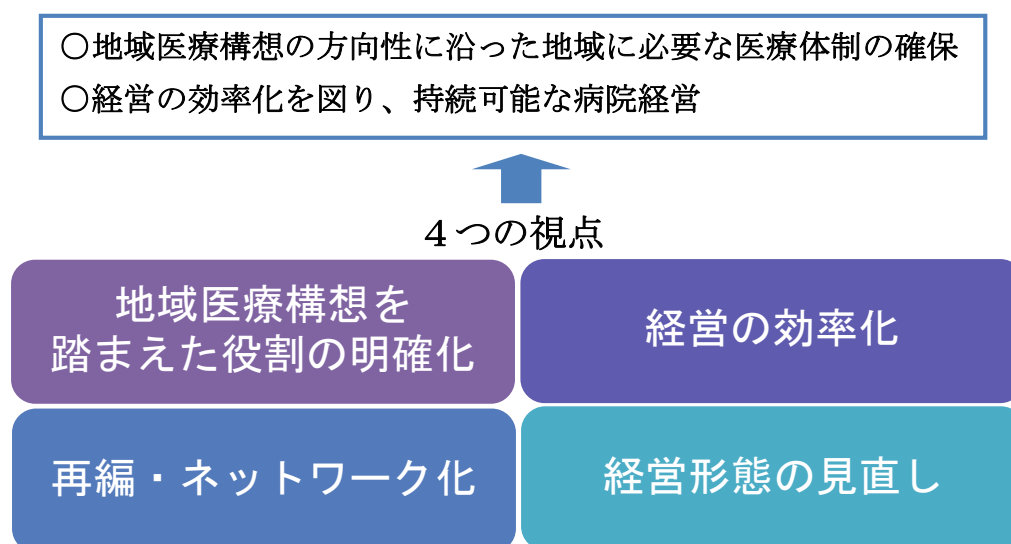 ○地域医療構想の方向性に沿った地域に必要な医療体制の確保
○経営の効率化を図り、持続可能な病院経営
４つの視点
地域医療構想を
踏まえた役割の明確化
経営の効率化
再編・ネットワーク化
経営形態の見直し